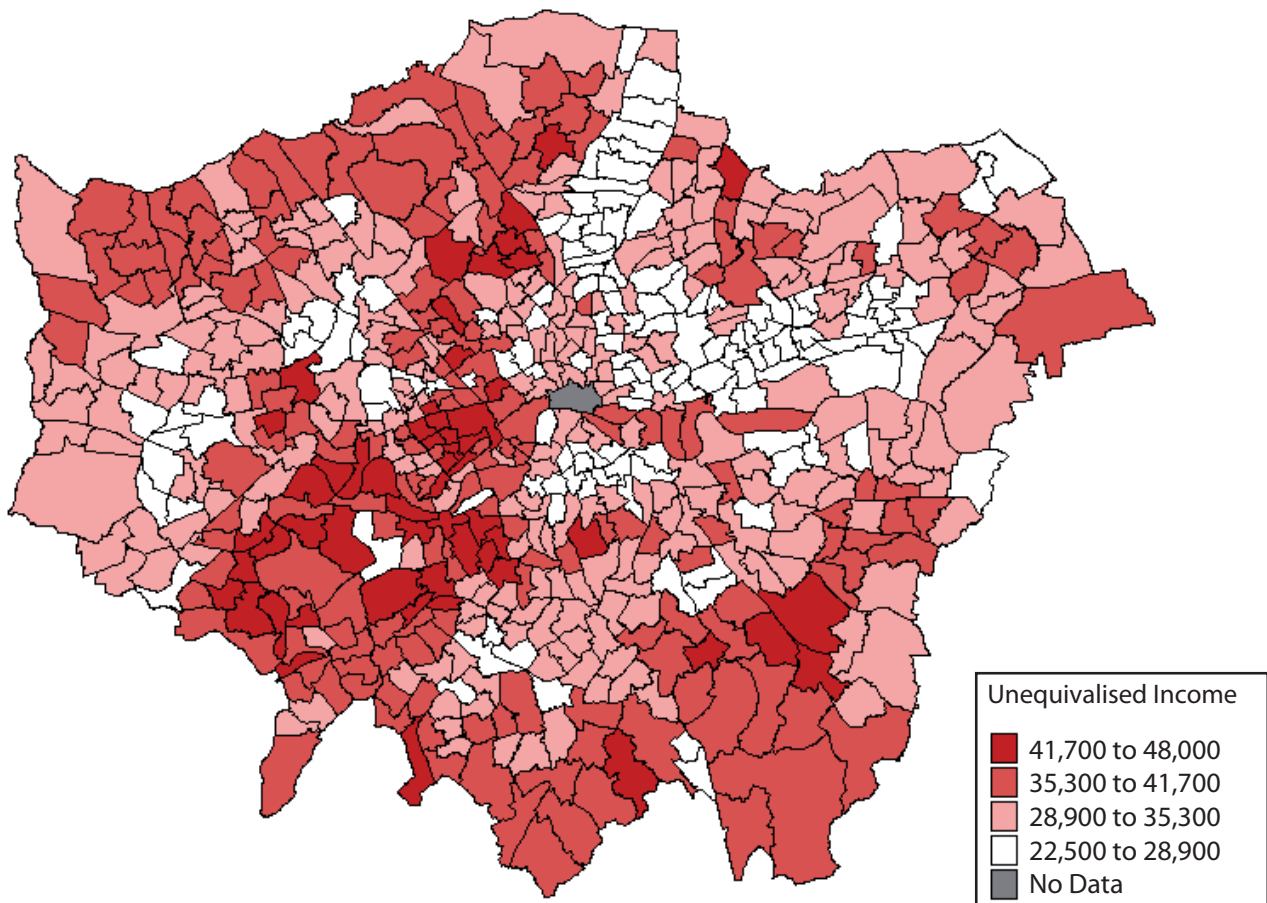 Unequivalised Income
41,700 to 48,000
35,300 to 41,700
28,900 to 35,300
22,500 to 28,900
No Data